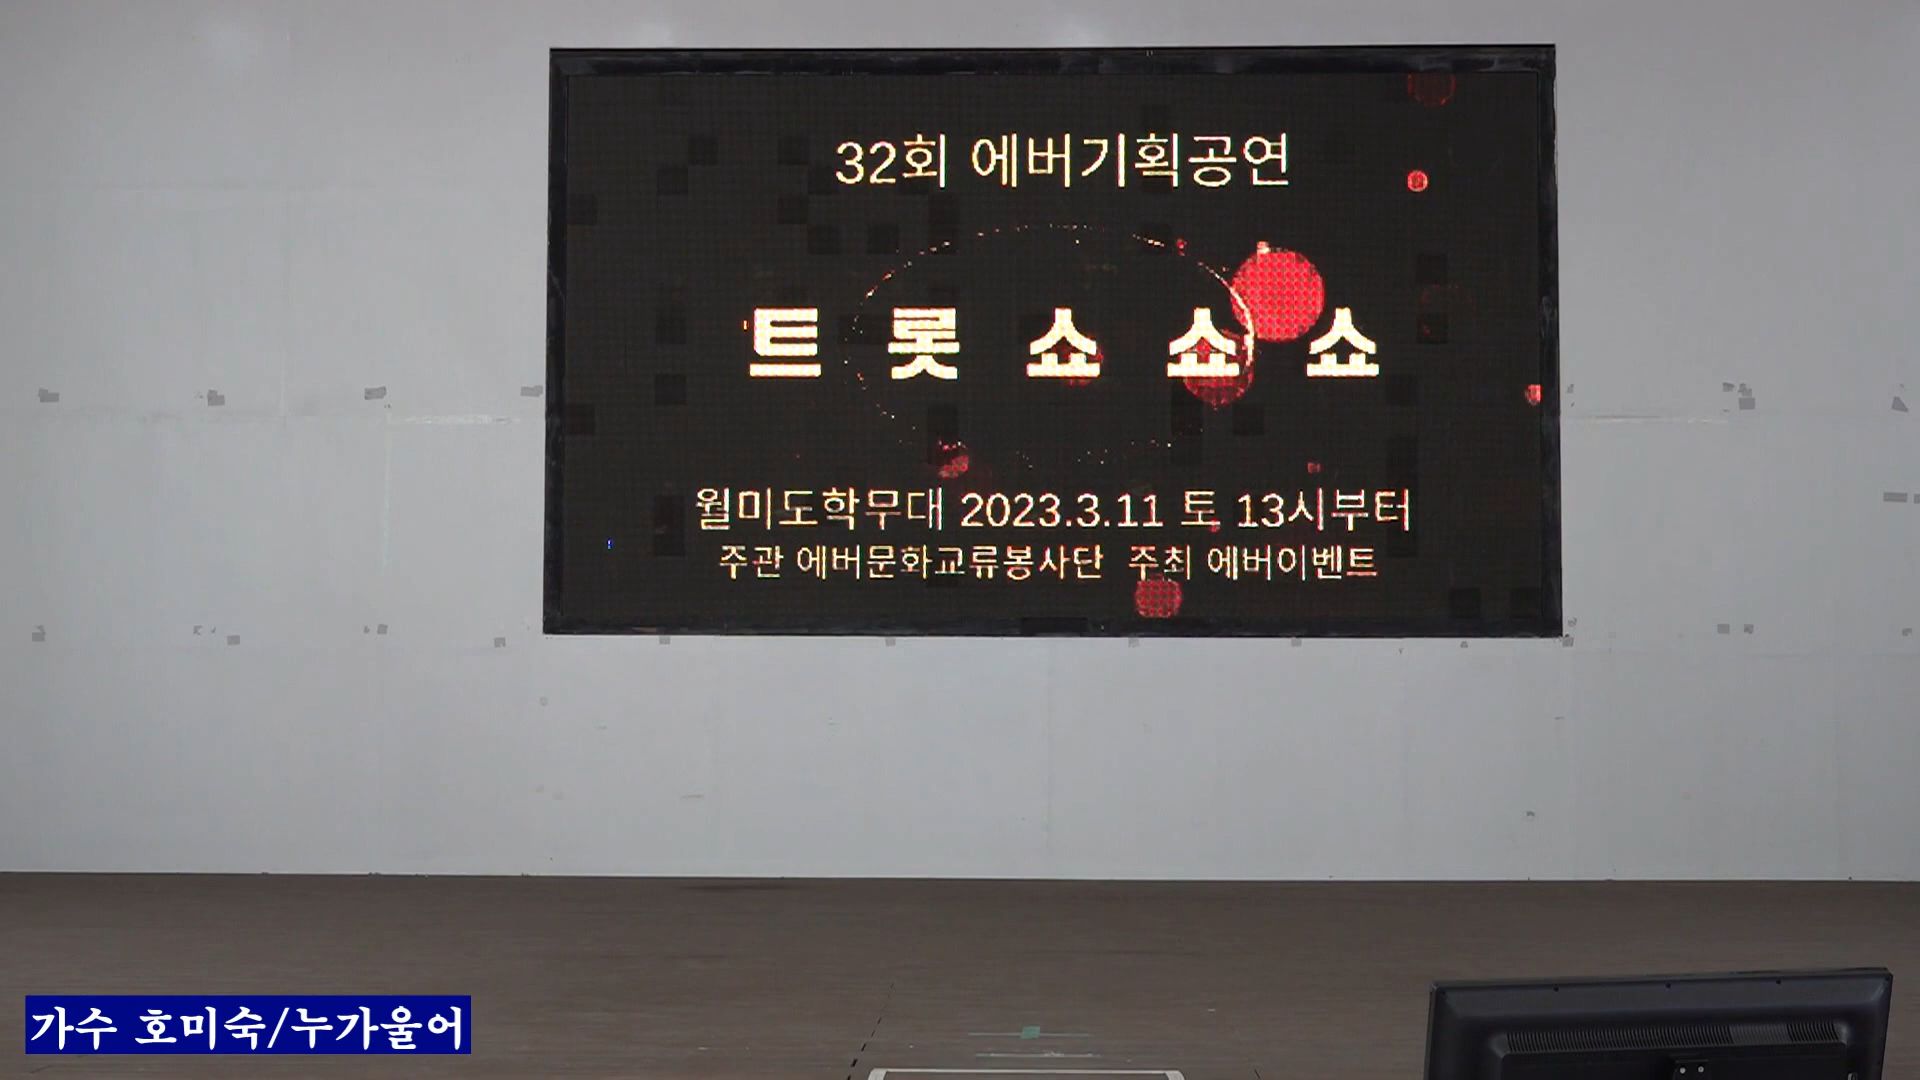 32회 에버기획공연
트롯쇼쇼쇼
월미도학무대 2023.3.11 토 13시부터
주관 에버문화교류봉사단 주최 에버이벤트
가수 호미숙/누가울어